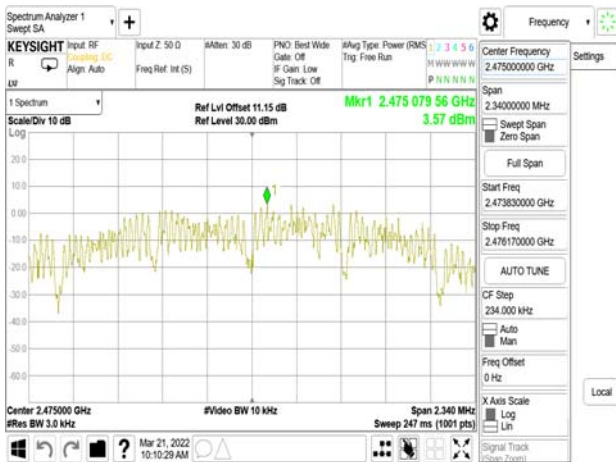 Spectrum Analyzer 1
Swept SA
+
Frequency
KEYSIGHT
R
Input: RF
Coupling: DC
Align: Auto
Input Z: 50 Ω
Freq Ref: Int (S)
#Atten: 30 dB
PNO: Best Wide
Gate: Off
IF Gain: Low
Sig Track: Off
#Avg Type: Power (RMS
Trig: Free Run
1 2 3 4 5 6
M W W W W W
P N N N N N
1 Spectrum
Scale/Div 10 dB
Ref Lvl Offset 11.15 dB
Ref Level 30.00 dBm
Mkr1 2.475 079 56 GHz
3.57 dBm
Log
20.0
10.0
0.00
-10.0
-20.0
-30.0
-40.0
-50.0
-60.0
1
Center 2.475000 GHz
#Res BW 3.0 kHz
#Video BW 10 kHz
Span 2.340 MHz
Sweep 247 ms (1001 pts)
Mar 21, 2022
10:10:29 AM
?
Center Frequency
2.475000000 GHz
Span
2.34000000 MHz
Swept Span
Zero Span
Full Span
Start Freq
2.473830000 GHz
Stop Freq
2.476170000 GHz
AUTO TUNE
CF Step
234.000 kHz
Auto
Man
Freq Offset
0 Hz
X Axis Scale
Log
Lin
Signal Track
(Span Zoom)
Settings
Local